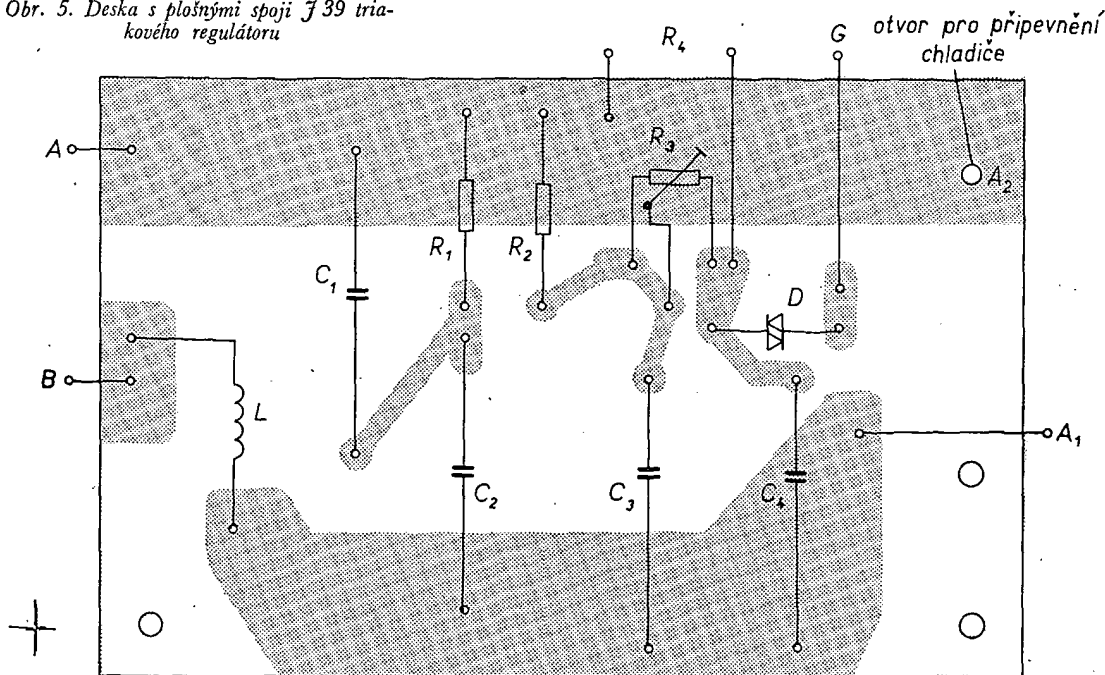 Obr. 5. Deska s plošnými spoji J 39 tria-
kového regulátoru
otvor pro připevnění
chladiče
R4
G
A
R3
A2
R1
R2
C1
D
B
L
A1
C2
C3
C4